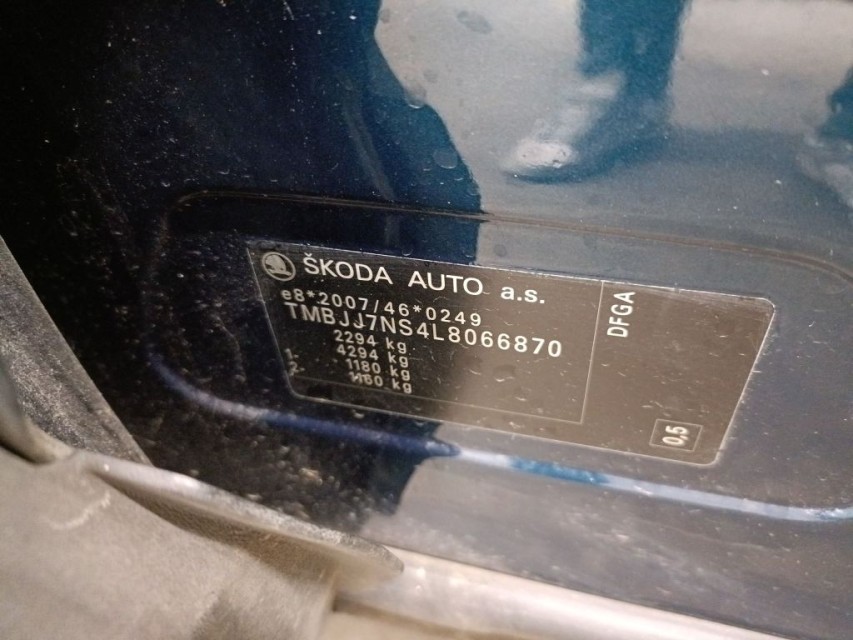 ŠKODA AUTO a.s.
e8*2007/46*0249
TMBJJ7NS4L8066870
2294 kg
4294 kg
1- 1180 kg
2- 1160 kg
DFGA
0,5